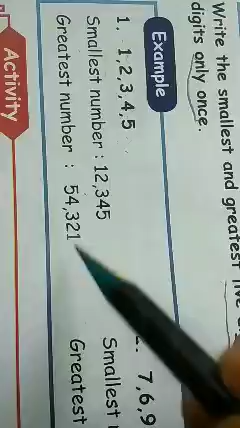 Write the smallest and greatest
digits only once.
Example
1. 1,2,3,4,5
Smallest number : 12,345
Greatest number : 54,321
7,6,9
Smallest
Greatest
Activity